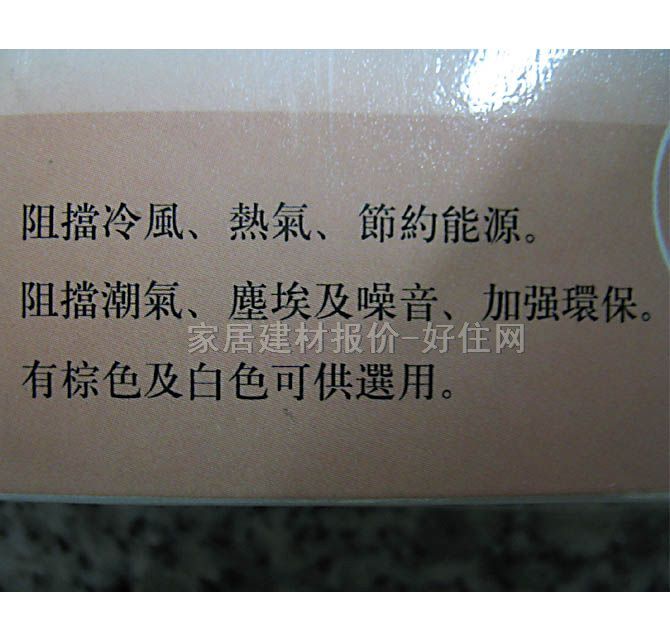 阻擋冷風、熱氣、節約能源。
阻擋潮氣、塵埃及噪音、加强環保。
家居建材报价-好住网
有棕色及白色可供選用。